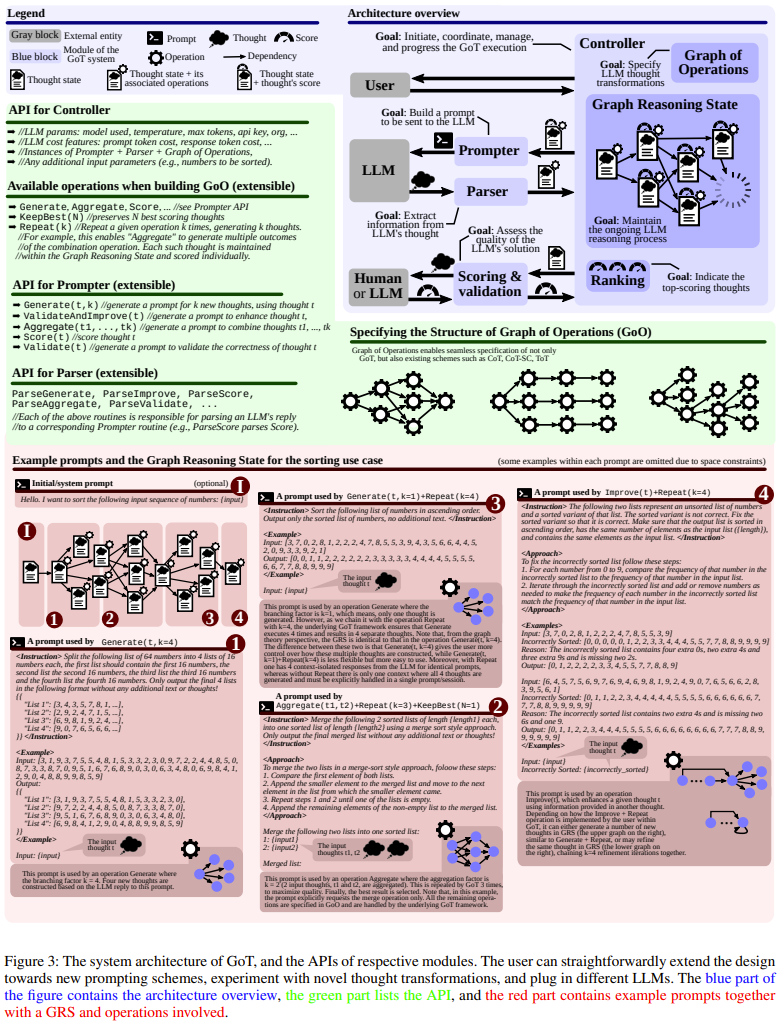 Legend
Gray block External entity
Prompt
Thought
Score
Blue block Module of the GoT system
Operation
Dependency
Thought state
Thought state + its associated operations
Thought state + thought's score
API for Controller
//LLM params: model used, temperature, max tokens, api key, org, ...
//LLM cost features: prompt token cost, response token cost, ...
//Instances of Prompter + Parser + Graph of Operations,
//Any additional input parameters (e.g., numbers to be sorted).
Available operations when building GoO (extensible)
Generate, Aggregate, Score, ... //see Prompter API
KeepBest(N) //preserves N best scoring thoughts
Repeat(k) //Repeat a given operation k times, generating k thoughts.
//For example, this enables "Aggregate" to generate multiple outcomes
//of the combination operation. Each such thought is maintained
//within the Graph Reasoning State and scored individually.
API for Prompter (extensible)
Generate(t,k) //generate a prompt for k new thoughts, using thought t
ValidateAndImprove(t) //generate a prompt to enhance thought t,
Aggregate(t1,...,tk) //generate a prompt to combine thoughts t1, ..., tk
Score(t) //score thought t
Validate(t) //generate a prompt to validate the correctness of thought t
API for Parser (extensible)
ParseGenerate, ParseImprove, ParseScore,
ParseAggregate, ParseValidate, ...
//Each of the above routines is responsible for parsing an LLM's reply
//to a corresponding Prompter routine (e.g., ParseScore parses Score).
Architecture overview
Goal: Initiate, coordinate, manage,
and progress the GoT execution
Controller
Goal: Specify
LLM thought
transformations
Graph of
Operations
User
Goal: Build a prompt
to be sent to the LLM
Graph Reasoning State
LLM
Prompter
Parser
Goal: Extract
information from
LLM's thought
Goal: Assess the
quality of the
LLM's solution
Goal: Maintain
the ongoing LLM
reasoning process
Human
or LLM
Scoring &
validation
Ranking
Goal: Indicate the
top-scoring thoughts
Specifying the Structure of Graph of Operations (GoO)
Graph of Operations enables seamless specification of not only
GoT, but also existing schemes such as CoT, CoT-SC, ToT
Example prompts and the Graph Reasoning State for the sorting use case
(some examples within each prompt are omitted due to space constraints)
Initial/system prompt (optional) I
Hello. I want to sort the following input sequence of numbers: {input}
I
1 2 3 4
A prompt used by Generate(t,k=4) 1
<Instruction> Split the following list of 64 numbers into 4 lists of 16
numbers each, the first list should contain the first 16 numbers, the
second list the second 16 numbers, the third list the third 16 numbers
and the fourth list the fourth 16 numbers. Only output the final 4 lists
in the following format without any additional text or thoughts!
{{
"List 1": [3, 4, 3, 5, 7, 8, 1, ...],
"List 2": [2, 9, 2, 4, 7, 1, 5, ...],
"List 3": [6, 9, 8, 1, 9, 2, 4, ...],
"List 4": [9, 0, 7, 6, 5, 6, 6, ...]
}} </Instruction>
<Example>
Input: [3, 1, 9, 3, 7, 5, 5, 4, 8, 1, 5, 3, 3, 2, 3, 0, 9, 7, 2, 2, 4, 4, 8, 5, 0,
8, 7, 3, 3, 8, 7, 0, 9, 5, 1, 6, 7, 6, 8, 9, 0, 3, 0, 6, 3, 4, 8, 0, 6, 9, 8, 4, 1,
2, 9, 0, 4, 8, 8, 9, 9, 8, 5, 9]
Output:
{{
"List 1": [3, 1, 9, 3, 7, 5, 5, 4, 8, 1, 5, 3, 3, 2, 3, 0],
"List 2": [9, 7, 2, 2, 4, 4, 8, 5, 0, 8, 7, 3, 3, 8, 7, 0],
"List 3": [9, 5, 1, 6, 7, 6, 8, 9, 0, 3, 0, 6, 3, 4, 8, 0],
"List 4": [6, 9, 8, 4, 1, 2, 9, 0, 4, 8, 8, 9, 9, 8, 5, 9]
}}
</Example>
The input
thought t
Input: {input}
This prompt is used by an operation Generate where
the branching factor is k = 4. Four new thoughts are
constructed based on the LLM reply to this prompt.
A prompt used by Generate(t,k=1)+Repeat(k=4) 3
<Instruction> Sort the following list of numbers in ascending order.
Output only the sorted list of numbers, no additional text. </Instruction>
<Example>
Input: [3, 7, 0, 2, 8, 1, 2, 2, 2, 4, 7, 8, 5, 5, 3, 9, 4, 3, 5, 6, 6, 4, 4, 5,
2, 0, 9, 3, 3, 9, 2, 1]
Output: [0, 0, 1, 1, 2, 2, 2, 2, 2, 2, 3, 3, 3, 3, 3, 4, 4, 4, 4, 5, 5, 5, 5,
6, 6, 7, 7, 8, 8, 9, 9, 9]
</Example>
The input
thought t
Input: {input}
This prompt is used by an operation Generate where the
branching factor is k=1, which means, only one thought is
generated. However, as we chain it with the operation Repeat
with k=4, the underlying GoT framework ensures that Generate
executes 4 times and results in 4 separate thoughts. Note that, from the graph
theory perspective, the GRS is identical to that in the operation Generate(t, k=4).
The difference between these two is that Generate(t, k=4) gives the user more
control over how these multiple thoughts are constructed, while Generate(t,
k=1)+Repeat(k=4) is less flexible but more easy to use. Moreover, with Repeat
one has 4 context-isolated responses from the LLM for identical prompts,
whereas without Repeat there is only one context where all 4 thoughts are
generated and must be explicitly handled in a single prompt/session.
A prompt used by
Aggregate(t1,t2)+Repeat(k=3)+KeepBest(N=1) 2
<Instruction> Merge the following 2 sorted lists of length {length1} each,
into one sorted list of length {length2} using a merge sort style approach.
Only output the final merged list without any additional text or thoughts!
</Instruction>
<Approach>
To merge the two lists in a merge-sort style approach, foloow these steps:
1. Compare the first element of both lists.
2. Append the smaller element to the merged list and move to the next
element in the list from which the smaller element came.
3. Repeat steps 1 and 2 until one of the lists is empty.
4. Append the remaining elements of the non-empty list to the merged list.
</Approach>
Merge the following two lists into one sorted list:
1: {input1}
2: {input2}
The input
thoughts t1, t2
Merged list:
This prompt is used by an operation Aggregate where the aggregation factor is
k = 2 (2 input thoughts, t1 and t2, are aggregated). This is repeated by GoT 3 times,
to maximize quality. Finally, the best result is selected. Note that, in this example,
the prompt explicitly requests the merge operation only. All the remaining opera-
tions are specified in GoO and are handled by the underlying GoT framework.
A prompt used by Improve(t)+Repeat(k=4) 4
<Instruction> The following two lists represent an unsorted list of numbers
and a sorted variant of that list. The sorted variant is not correct. Fix the
sorted variant so that it is correct. Make sure that the output list is sorted in
ascending order, has the same number of elements as the input list ({length}),
and contains the same elements as the input list. </Instruction>
<Approach>
To fix the incorrectly sorted list follow these steps:
1. For each number from 0 to 9, compare the frequency of that number in the
incorrectly sorted list to the frequency of that number in the input list.
2. Iterate through the incorrectly sorted list and add or remove numbers as
needed to make the frequency of each number in the incorrectly sorted list
match the frequency of that number in the input list.
</Approach>
<Examples>
Input: [3, 7, 0, 2, 8, 1, 2, 2, 2, 4, 7, 8, 5, 5, 3, 9]
Incorrectly Sorted: [0, 0, 0, 0, 0, 1, 2, 2, 3, 3, 4, 4, 4, 5, 5, 7, 7, 8, 8, 9, 9, 9, 9]
Reason: The incorrectly sorted list contains four extra 0s, two extra 4s and
three extra 9s and is missing two 2s.
Output: [0, 1, 2, 2, 2, 2, 3, 3, 4, 5, 5, 7, 7, 8, 8, 9]
Input: [6, 4, 5, 7, 5, 6, 9, 7, 6, 9, 4, 6, 9, 8, 1, 9, 2, 4, 9, 0, 7, 6, 5, 6, 6, 2, 8,
3, 9, 5, 6, 1]
Incorrectly Sorted: [0, 1, 1, 2, 2, 3, 4, 4, 4, 4, 4, 5, 5, 5, 5, 6, 6, 6, 6, 6, 6, 7, 7,
7, 7, 8, 8, 9, 9, 9, 9, 9]
Reason: The incorrectly sorted list contains two extra 4s and is missing two
6s and one 9.
Output: [0, 1, 1, 2, 2, 3, 4, 4, 4, 5, 5, 5, 5, 6, 6, 6, 6, 6, 6, 6, 6, 7, 7, 7, 8, 8, 9,
9, 9, 9, 9, 9]
</Examples>
The input
thought t
Input: {input}
Incorrectly Sorted: {incorrectly_sorted}
This prompt is used by an operation
Improve(t), which enhances a given thought t
using information provided in another thought.
Depending on how the Improve + Repeat
operation is implemented by the user within
GoT, it can either generate a number of new
thoughts in GRS (the upper graph on the right),
similar to Generate + Repeat, or may refine
the same thought in GRS (the lower graph on
the right), chaining k=4 refinement iterations together.
Figure 3: The system architecture of GoT, and the APIs of respective modules. The user can straightforwardly extend the design
towards new prompting schemes, experiment with novel thought transformations, and plug in different LLMs. The blue part of
the figure contains the architecture overview, the green part lists the API, and the red part contains example prompts together
with a GRS and operations involved.